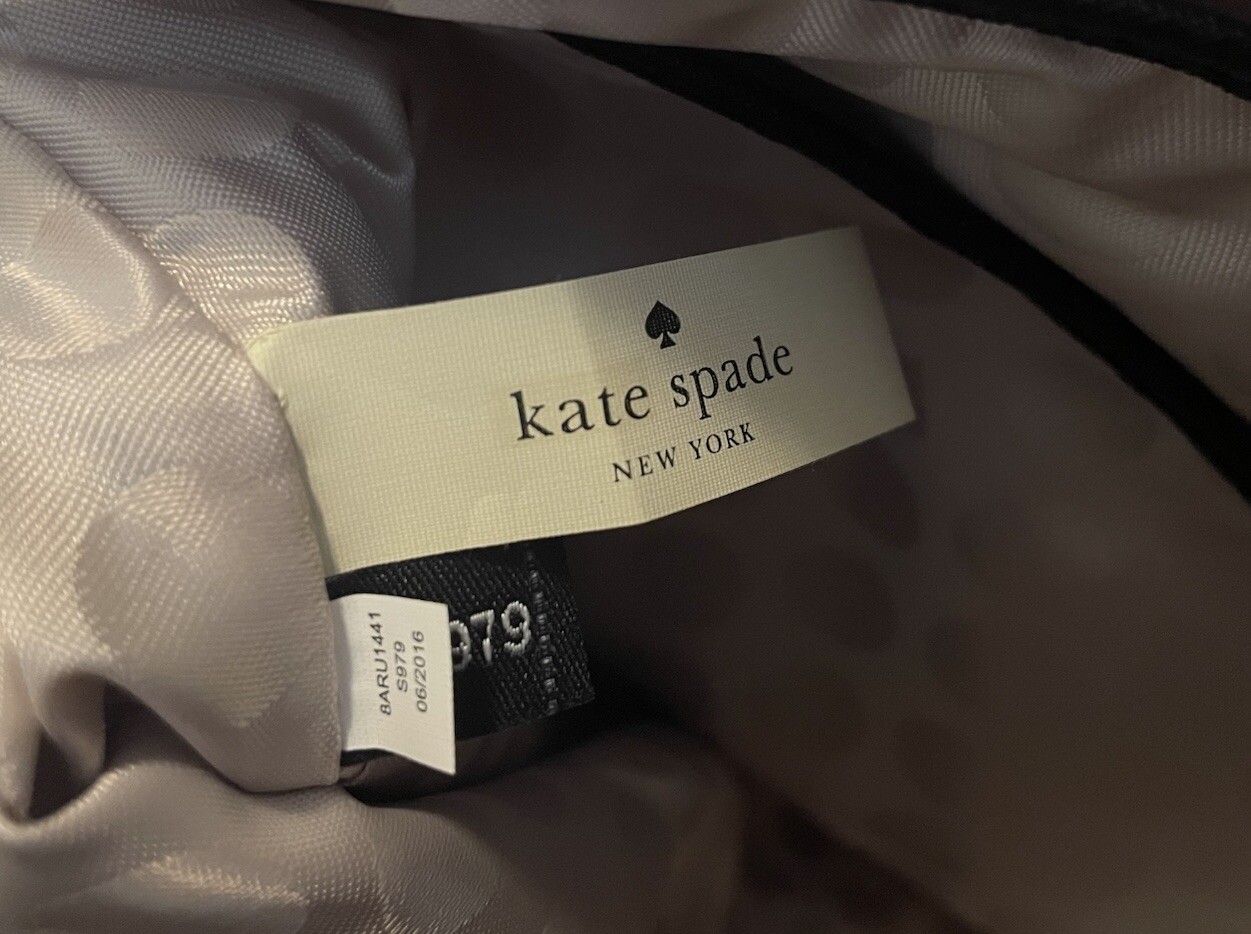 kate spade
NEW YORK
979
8ARU1441
S979
06/2016